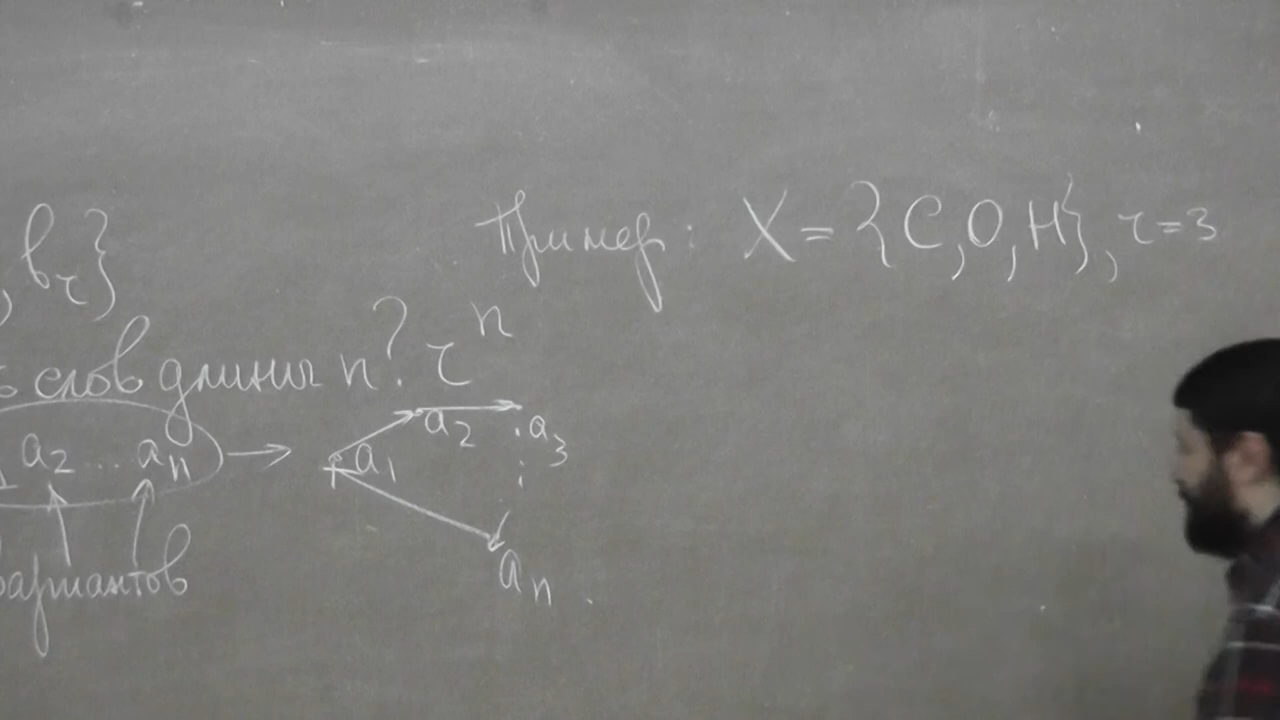 , b_r}
слов длины n? r^n
a_2 ... a_n → a_1 a_2 a_3 a_n
вариантов
Пример: X = {C, O, H}, r = 3